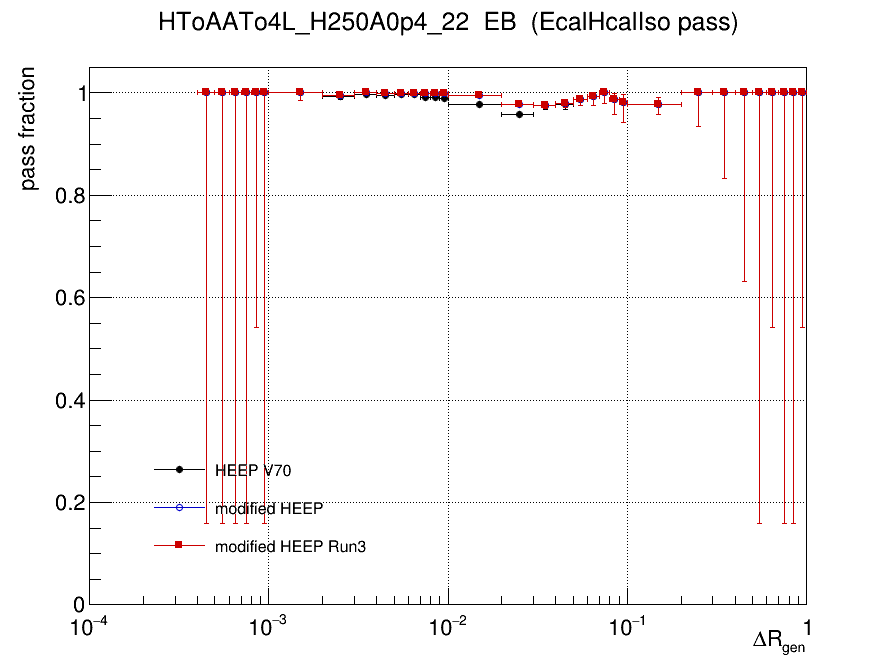 HToAATo4L_H250A0p4_22 EB (EcalHcalIso pass)
pass fraction
1
0.8
0.6
0.4
0.2
0
HEEP V70
modified HEEP
modified HEEP Run3
10⁻⁴
10⁻³
10⁻²
10⁻¹
1
ΔR_gen